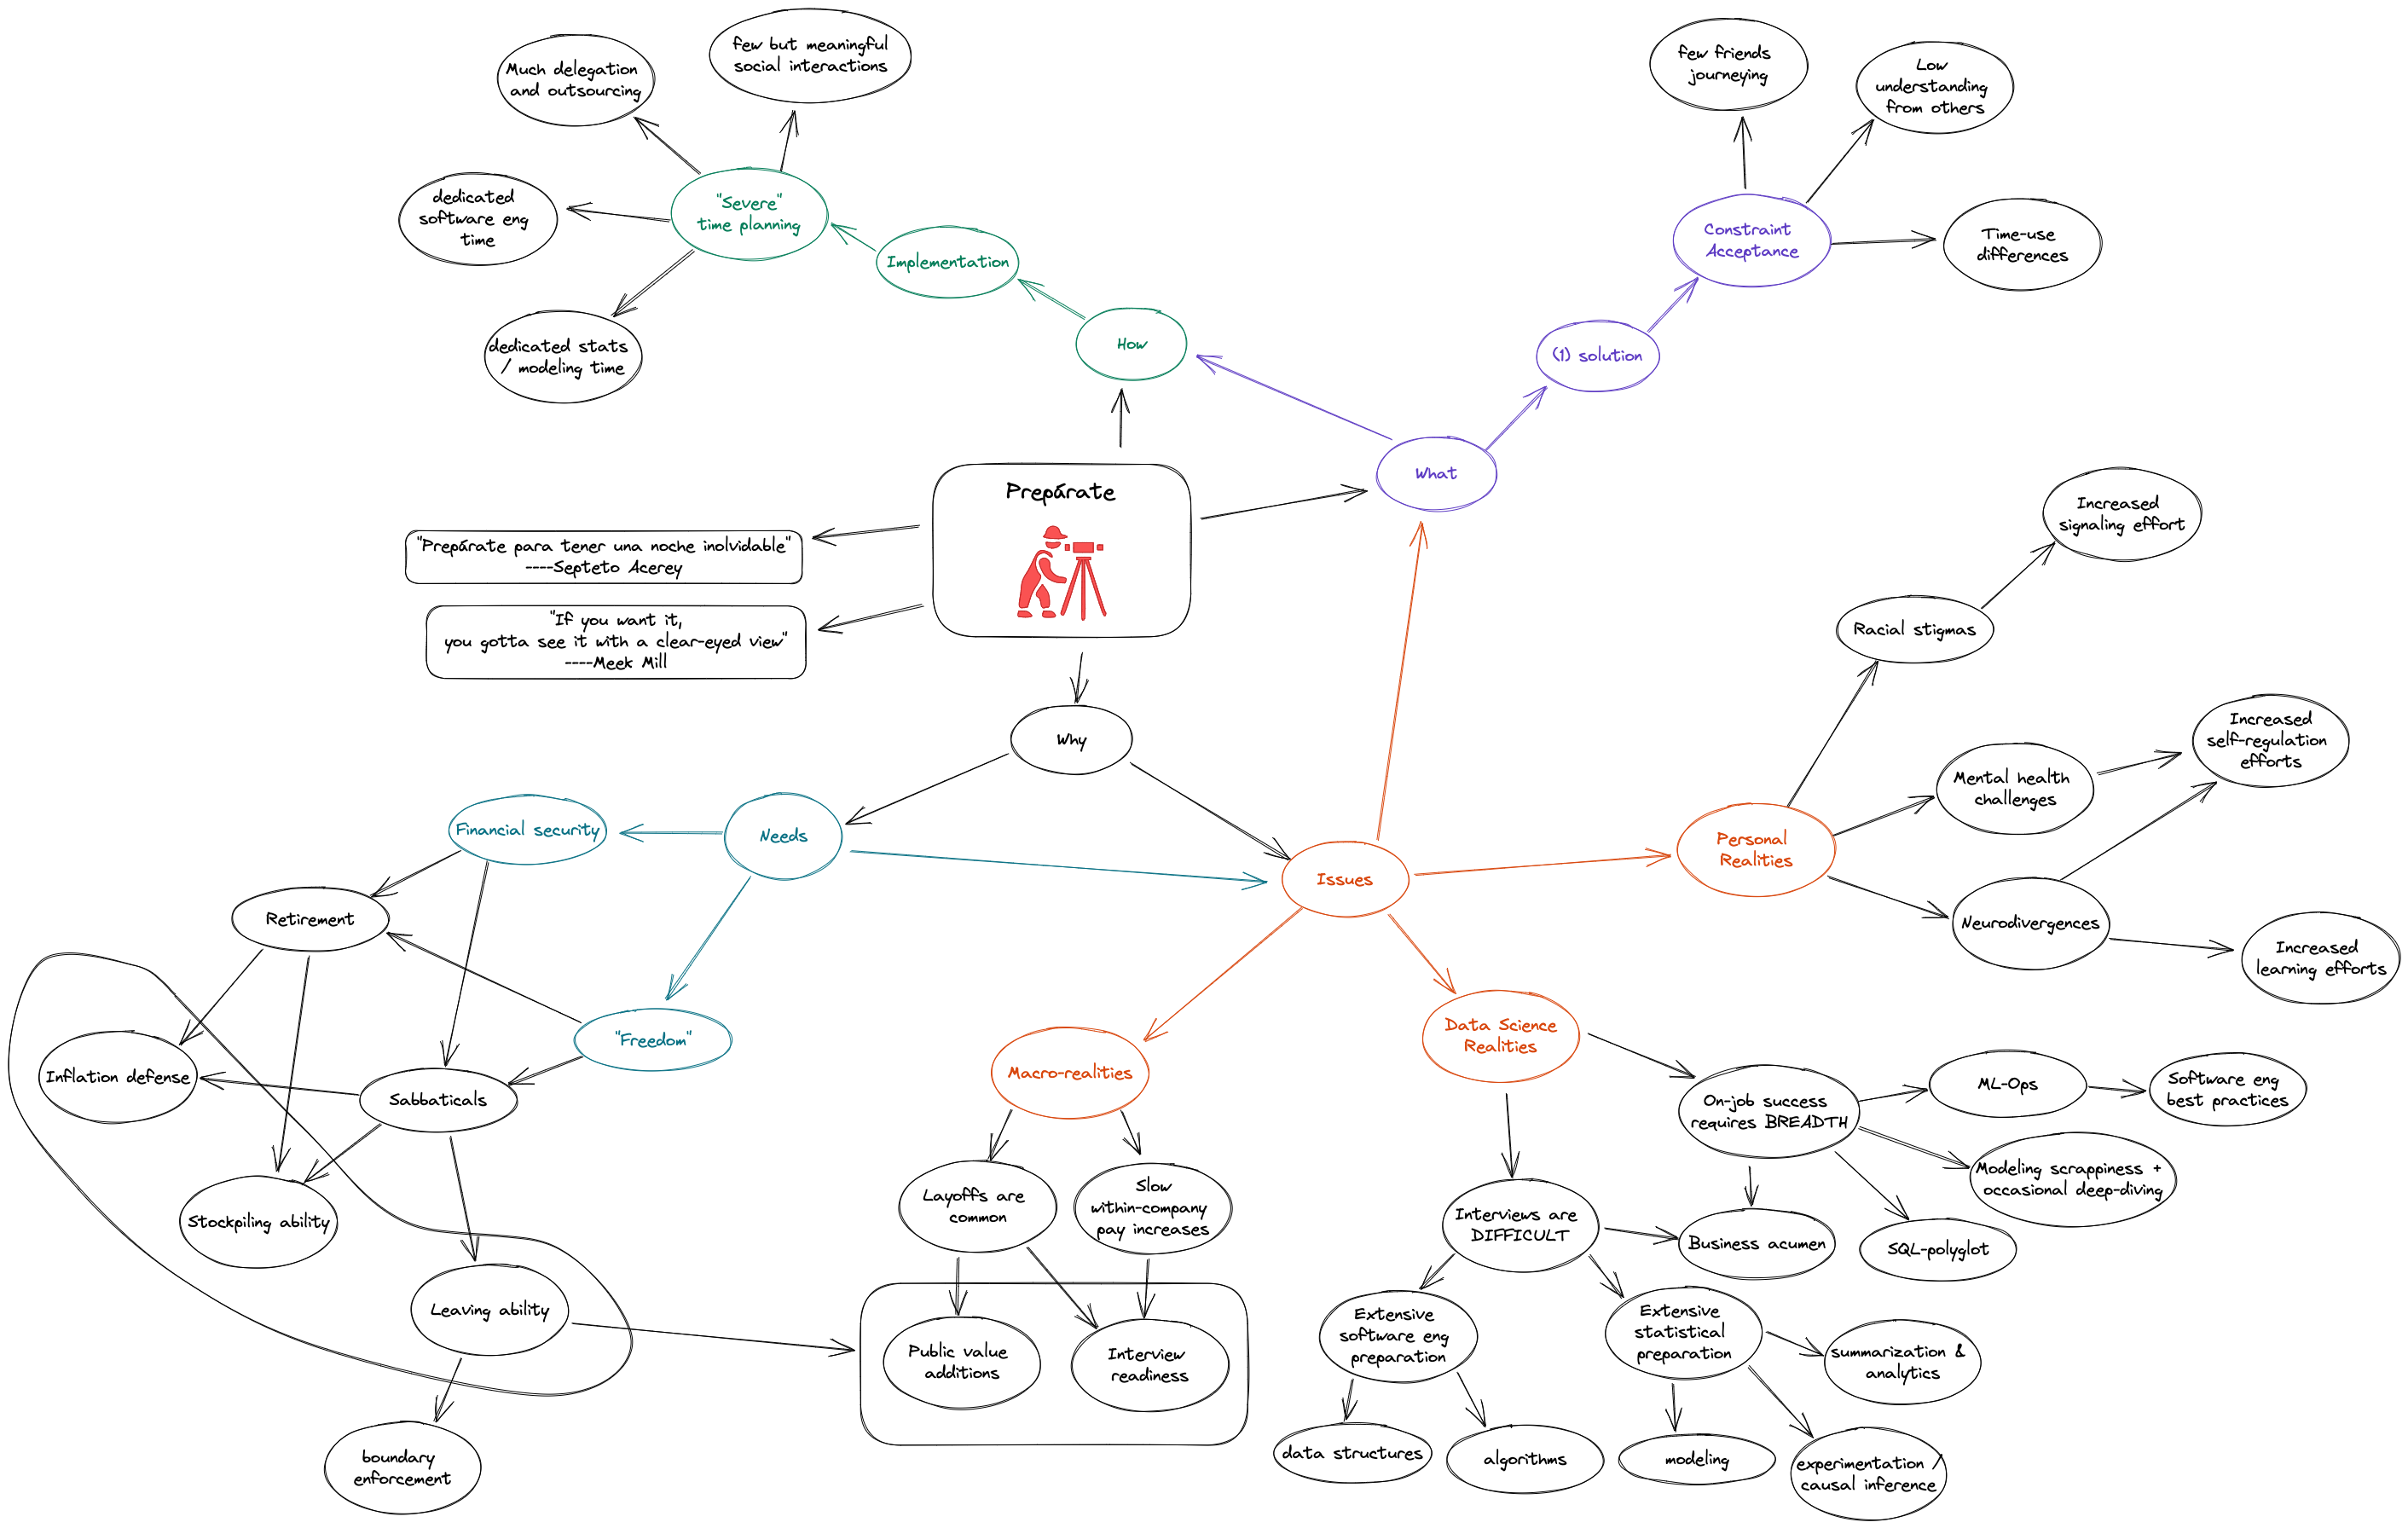 few but meaningful
social interactions
Much delegation
and outsourcing
few friends
journeying
Low
understanding
from others
dedicated
software eng
time
"Severe"
time planning
Implementation
Constraint
Acceptance
Time-use
differences
dedicated stats
/ modeling time
How
(1) solution
What
Prepárate
"Prepárate para tener una noche inolvidable"
----Septeto Acerey
"If you want it,
you gotta see it with a clear-eyed view"
----Meek Mill
Increased
signaling effort
Racial stigmas
Why
Increased
self-regulation
efforts
Mental health
challenges
Financial security
Needs
Personal
Realities
Issues
Retirement
Neurodivergences
Increased
learning efforts
"Freedom"
Data Science
Realities
Inflation defense
Sabbaticals
Macro-realities
On-job success
requires BREADTH
ML-Ops
Software eng
best practices
Modeling scrappiness +
occasional deep-diving
Stockpiling ability
Layoffs are
common
Slow
within-company
pay increases
Interviews are
DIFFICULT
Business acumen
SQL-polyglot
Leaving ability
Public value
additions
Interview
readiness
Extensive
software eng
preparation
Extensive
statistical
preparation
summarization &
analytics
boundary
enforcement
data structures
algorithms
modeling
experimentation /
causal inference